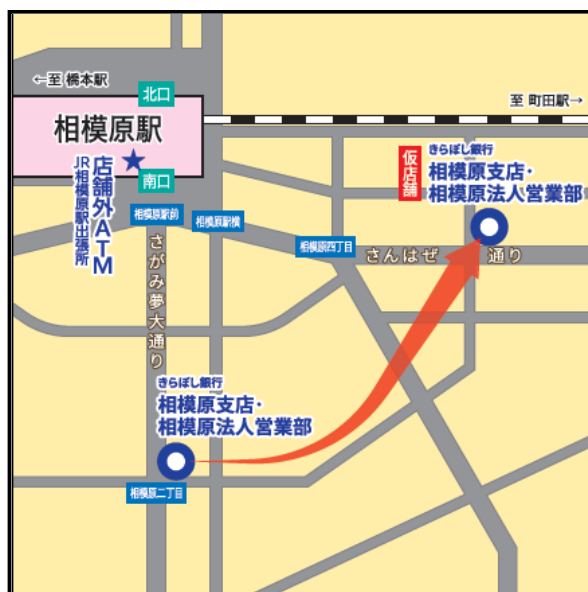 ←至 橋本駅
北口
至 町田駅→
相模原駅
南口
店舗外ATM
JR相模原駅出張所
仮店舗
きらぼし銀行
相模原支店・
相模原法人営業部
相模原駅前
相模原駅横
相模原四丁目
さんはぜ通り
さがみ夢大通り
きらぼし銀行
相模原支店・
相模原法人営業部
相模原二丁目